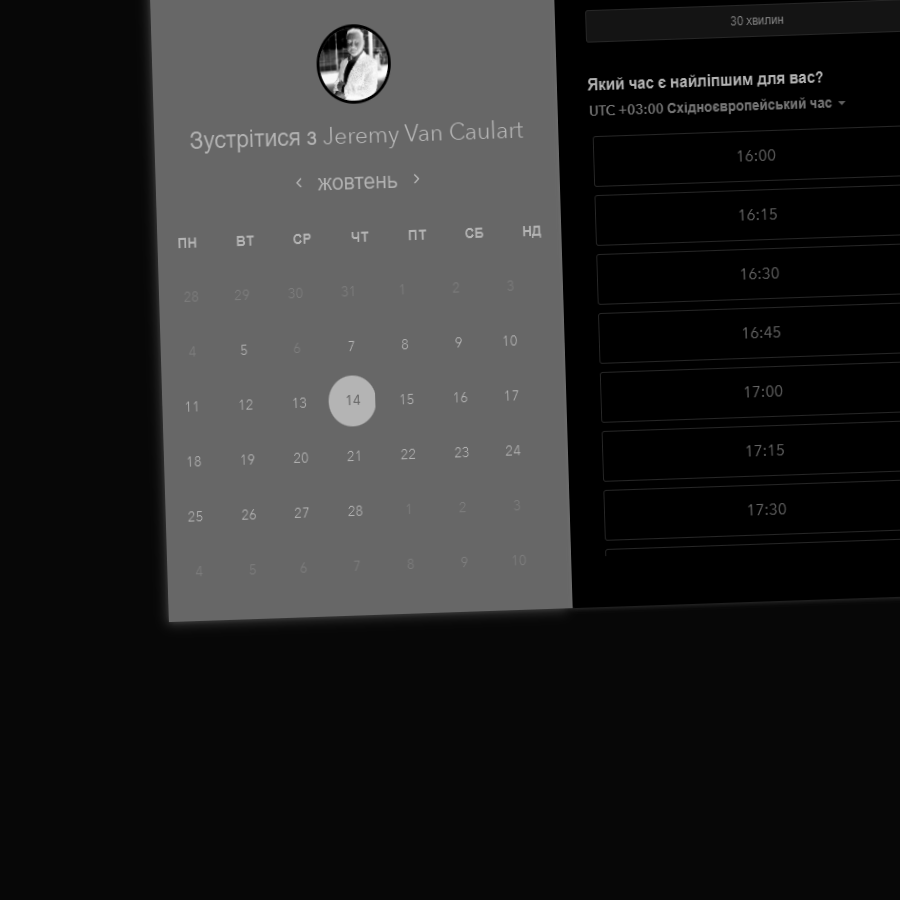 Зустрітися з Jeremy Van Caulart
‹ жовтень ›
ПН ВТ СР ЧТ ПТ СБ НД
28 29 30 31 1 2 3
4 5 6 7 8 9 10
11 12 13 14 15 16 17
18 19 20 21 22 23 24
25 26 27 28 1 2 3
4 5 6 7 8 9 10
30 хвилин
Який час є найліпшим для вас?
UTC +03:00 Східноєвропейський час
16:00
16:15
16:30
16:45
17:00
17:15
17:30